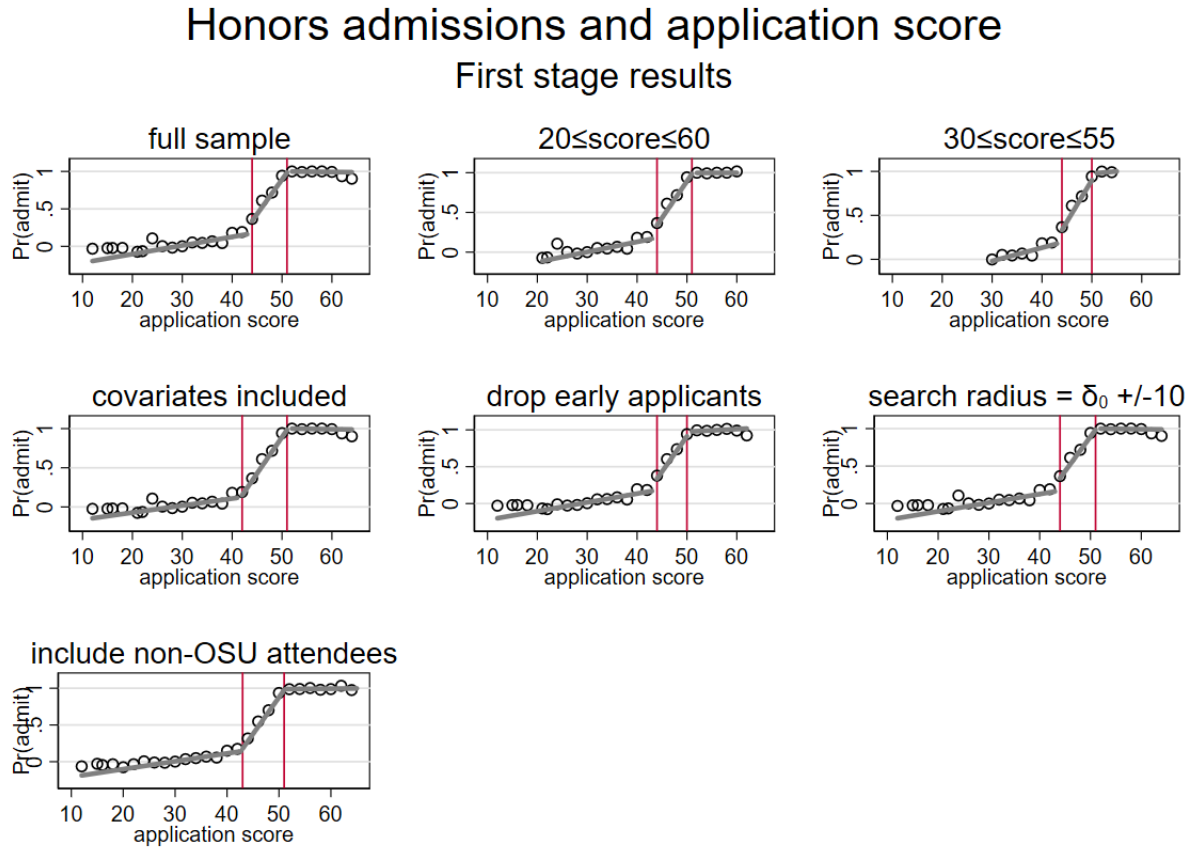 Honors admissions and application score
First stage results
full sample
Pr(admit)
1
.5
0
10 20 30 40 50 60
application score
20≤score≤60
Pr(admit)
1
.5
0
10 20 30 40 50 60
application score
30≤score≤55
Pr(admit)
1
.5
0
10 20 30 40 50 60
application score
covariates included
Pr(admit)
1
.5
0
10 20 30 40 50 60
application score
drop early applicants
Pr(admit)
1
.5
0
10 20 30 40 50 60
application score
search radius = δ₀ +/-10
Pr(admit)
1
.5
0
10 20 30 40 50 60
application score
include non-OSU attendees
Pr(admit)
1
.5
0
10 20 30 40 50 60
application score